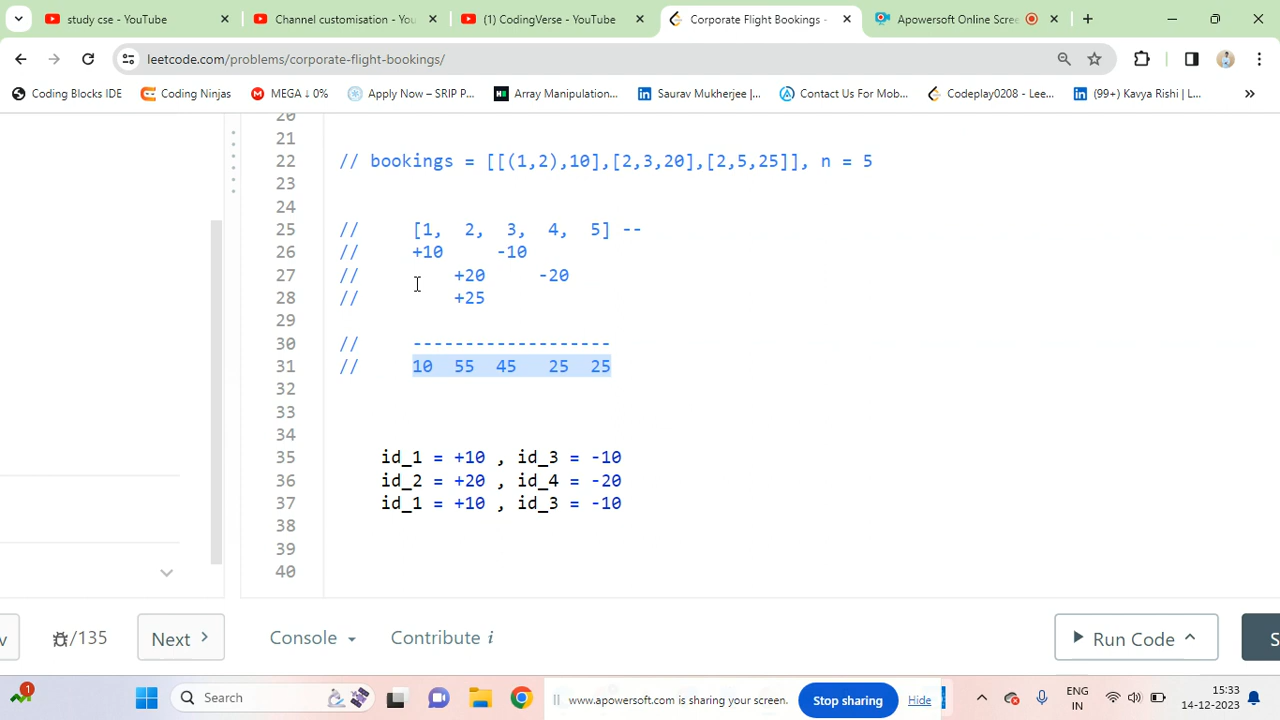 study cse - YouTube
Channel customisation - You
(1) CodingVerse - YouTube
Corporate Flight Bookings -
Apowersoft Online Scree
leetcode.com/problems/corporate-flight-bookings/
Coding Blocks IDE
Coding Ninjas
MEGA ↓ 0%
Apply Now – SRIP P...
Array Manipulation...
Saurav Mukherjee |...
Contact Us For Mob...
Codeplay0208 - Lee...
(99+) Kavya Rishi | L...
20
21
22 // bookings = [[(1,2),10],[2,3,20],[2,5,25]], n = 5
23
24
25 // [1, 2, 3, 4, 5] --
26 // +10 -10
27 // +20 -20
28 // +25
29
30 // -------------------
31 // 10 55 45 25 25
32
33
34
35 id_1 = +10 , id_3 = -10
36 id_2 = +20 , id_4 = -20
37 id_1 = +10 , id_3 = -10
38
39
40
/135
Next
Console
Contribute i
Run Code
S
1
Search
www.apowersoft.com is sharing your screen.
Stop sharing
Hide
ENG
IN
15:33
14-12-2023